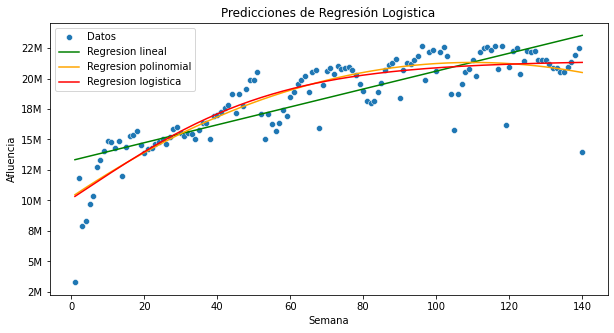 Predicciones de Regresión Logistica
Datos
Regresion lineal
Regresion polinomial
Regresion logistica
22M
20M
18M
15M
12M
10M
8M
5M
2M
Afluencia
0
20
40
60
80
100
120
140
Semana